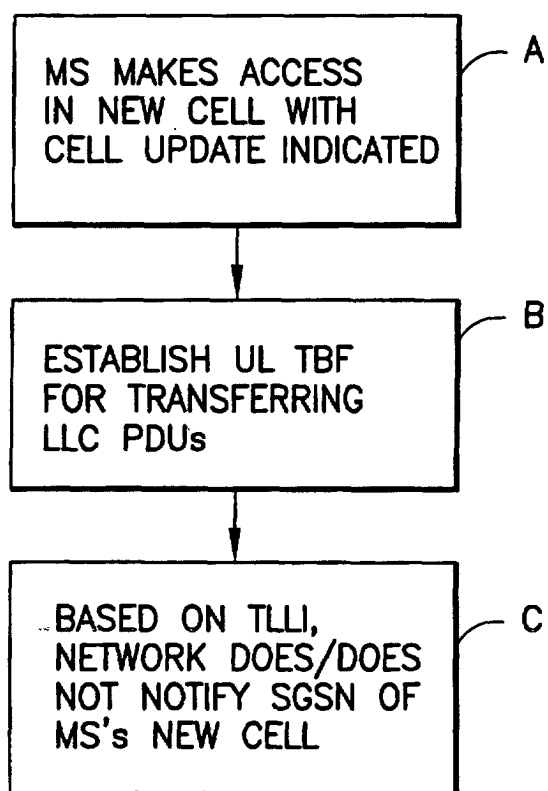 MS MAKES ACCESS
IN NEW CELL WITH
CELL UPDATE INDICATED
A
ESTABLISH UL TBF
FOR TRANSFERRING
LLC PDUs
B
BASED ON TLLI,
NETWORK DOES/DOES
NOT NOTIFY SGSN OF
MS's NEW CELL
C